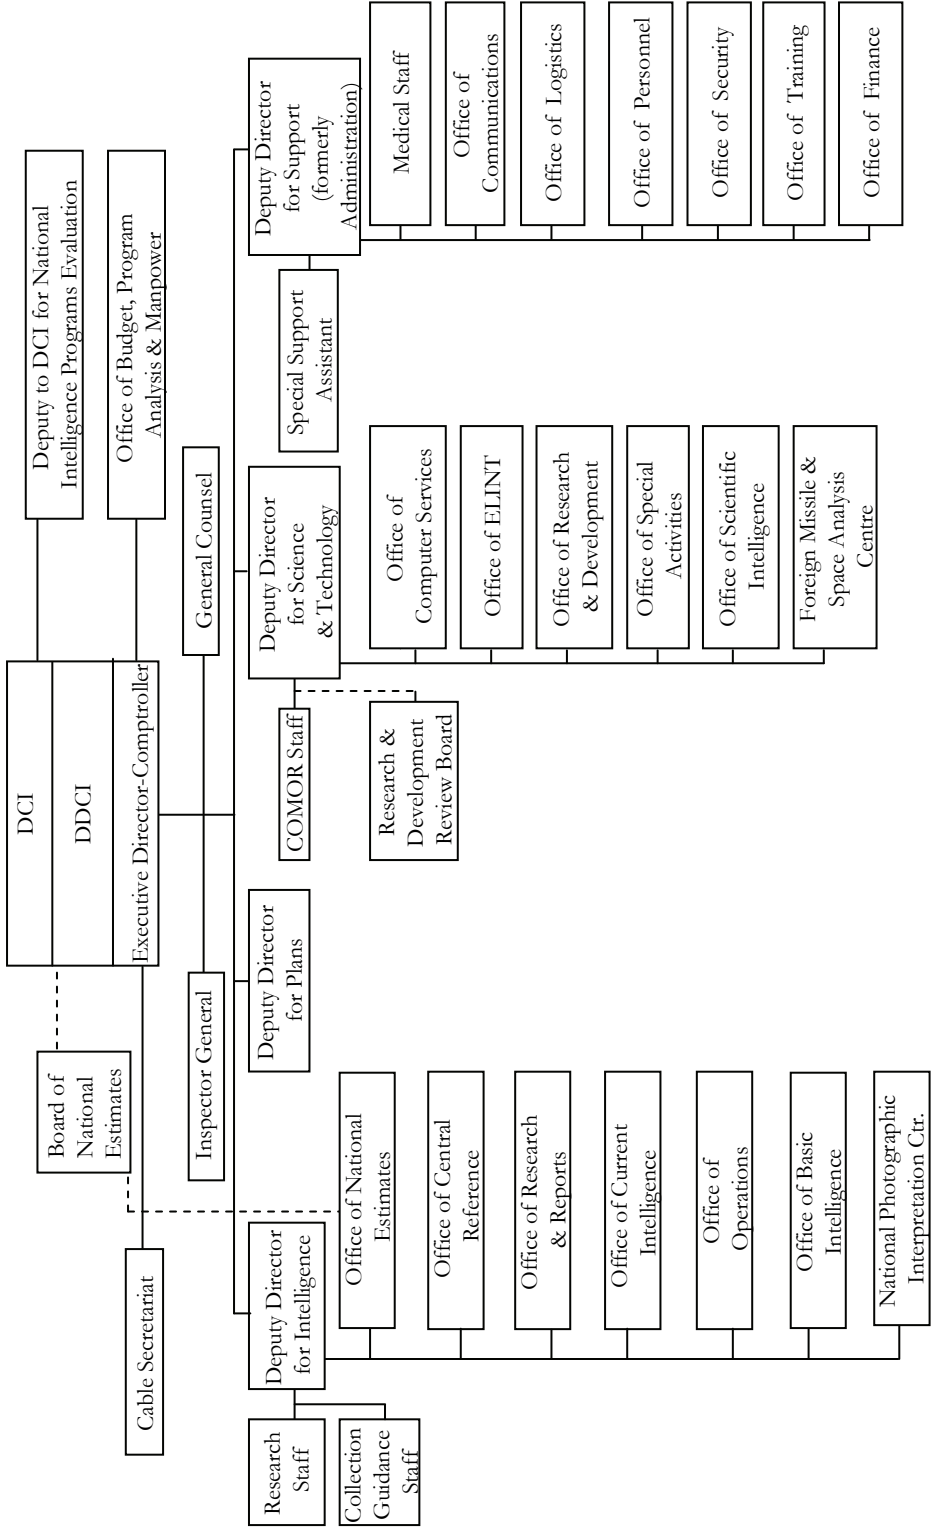 DCI
DDCI
Executive Director-Comptroller
Deputy to DCI for National
Intelligence Programs Evaluation
Office of Budget, Program
Analysis & Manpower
Board of
National
Estimates
Cable Secretariat
Inspector General
General Counsel
Deputy Director
for Intelligence
Research
Staff
Collection
Guidance
Staff
Office of National
Estimates
Office of Central
Reference
Office of Research
& Reports
Office of Current
Intelligence
Office of
Operations
Office of Basic
Intelligence
National Photographic
Interpretation Ctr.
Deputy Director
for Plans
Deputy Director
for Science
& Technology
COMOR Staff
Research &
Development
Review Board
Office of
Computer Services
Office of ELINT
Office of Research
& Development
Office of Special
Activities
Office of Scientific
Intelligence
Foreign Missile &
Space Analysis
Centre
Deputy Director
for Support
(formerly
Administration)
Special Support
Assistant
Medical Staff
Office of
Communications
Office of Logistics
Office of Personnel
Office of Security
Office of Training
Office of Finance